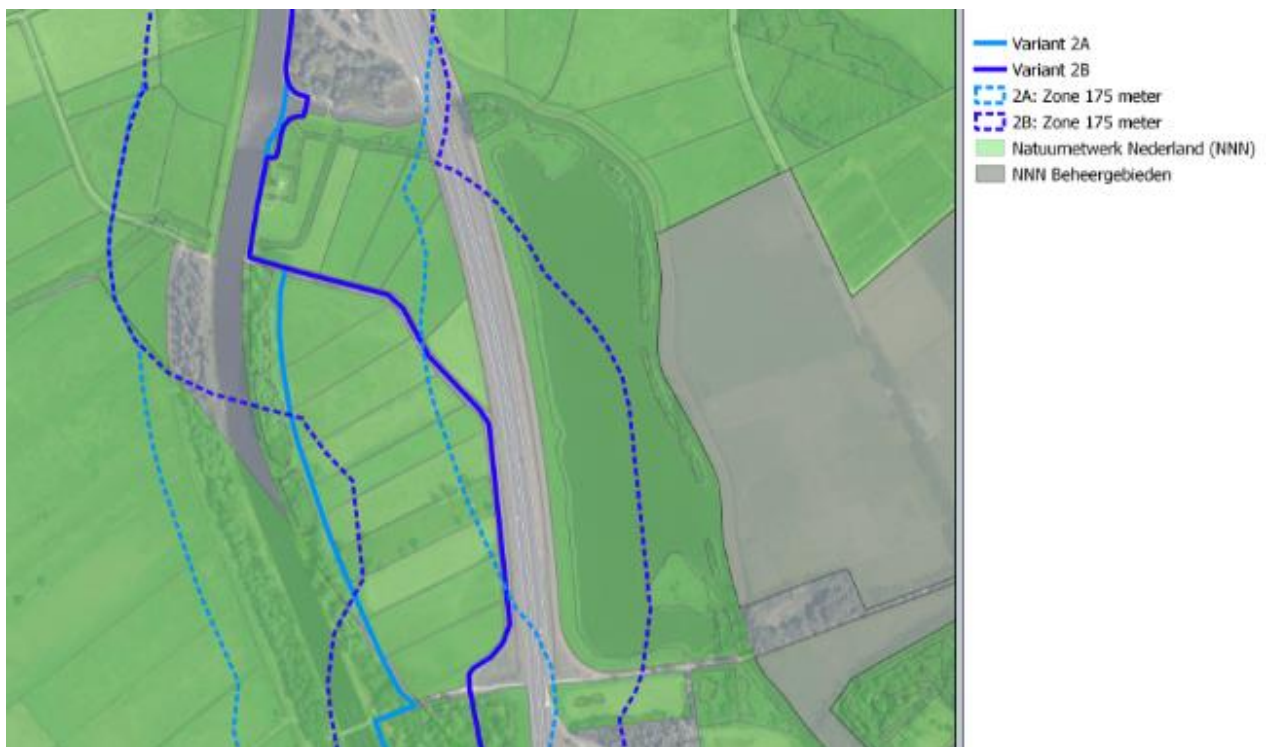 Variant 2A
Variant 2B
2A: Zone 175 meter
2B: Zone 175 meter
Natuurnetwerk Nederland (NNN)
NNN Beheergebieden